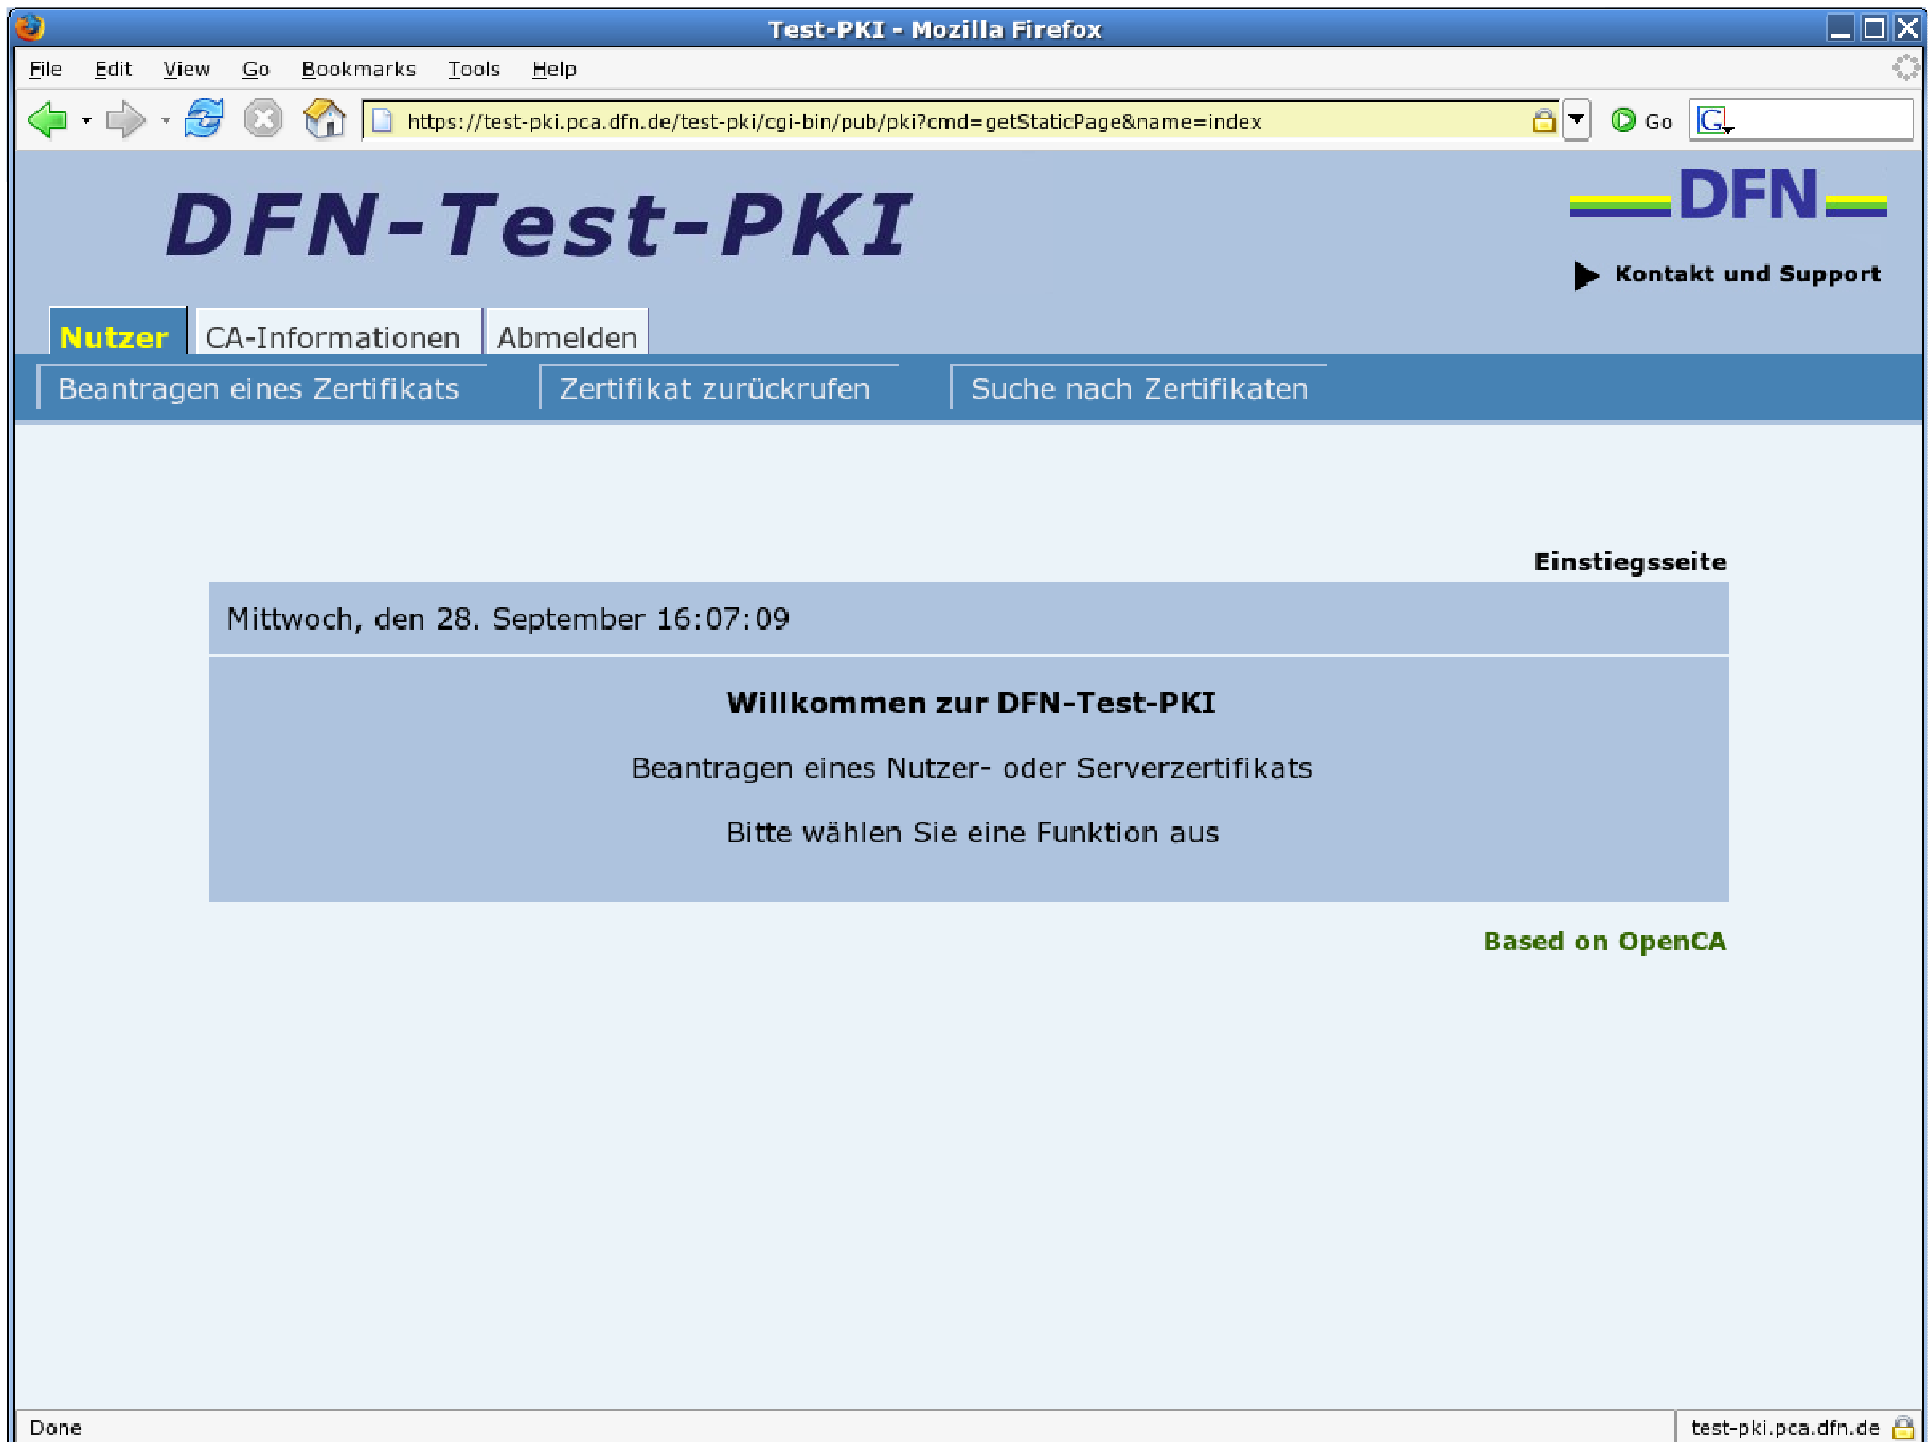 Test-PKI - Mozilla Firefox
File Edit View Go Bookmarks Tools Help
https://test-pki.pca.dfn.de/test-pki/cgi-bin/pub/pki?cmd=getStaticPage&name=index Go G
DFN-Test-PKI
DFN
Kontakt und Support
Nutzer CA-Informationen Abmelden
Beantragen eines Zertifikats Zertifikat zurückrufen Suche nach Zertifikaten
Einstiegsseite
Mittwoch, den 28. September 16:07:09
Willkommen zur DFN-Test-PKI
Beantragen eines Nutzer- oder Serverzertifikats
Bitte wählen Sie eine Funktion aus
Based on OpenCA
Done test-pki.pca.dfn.de